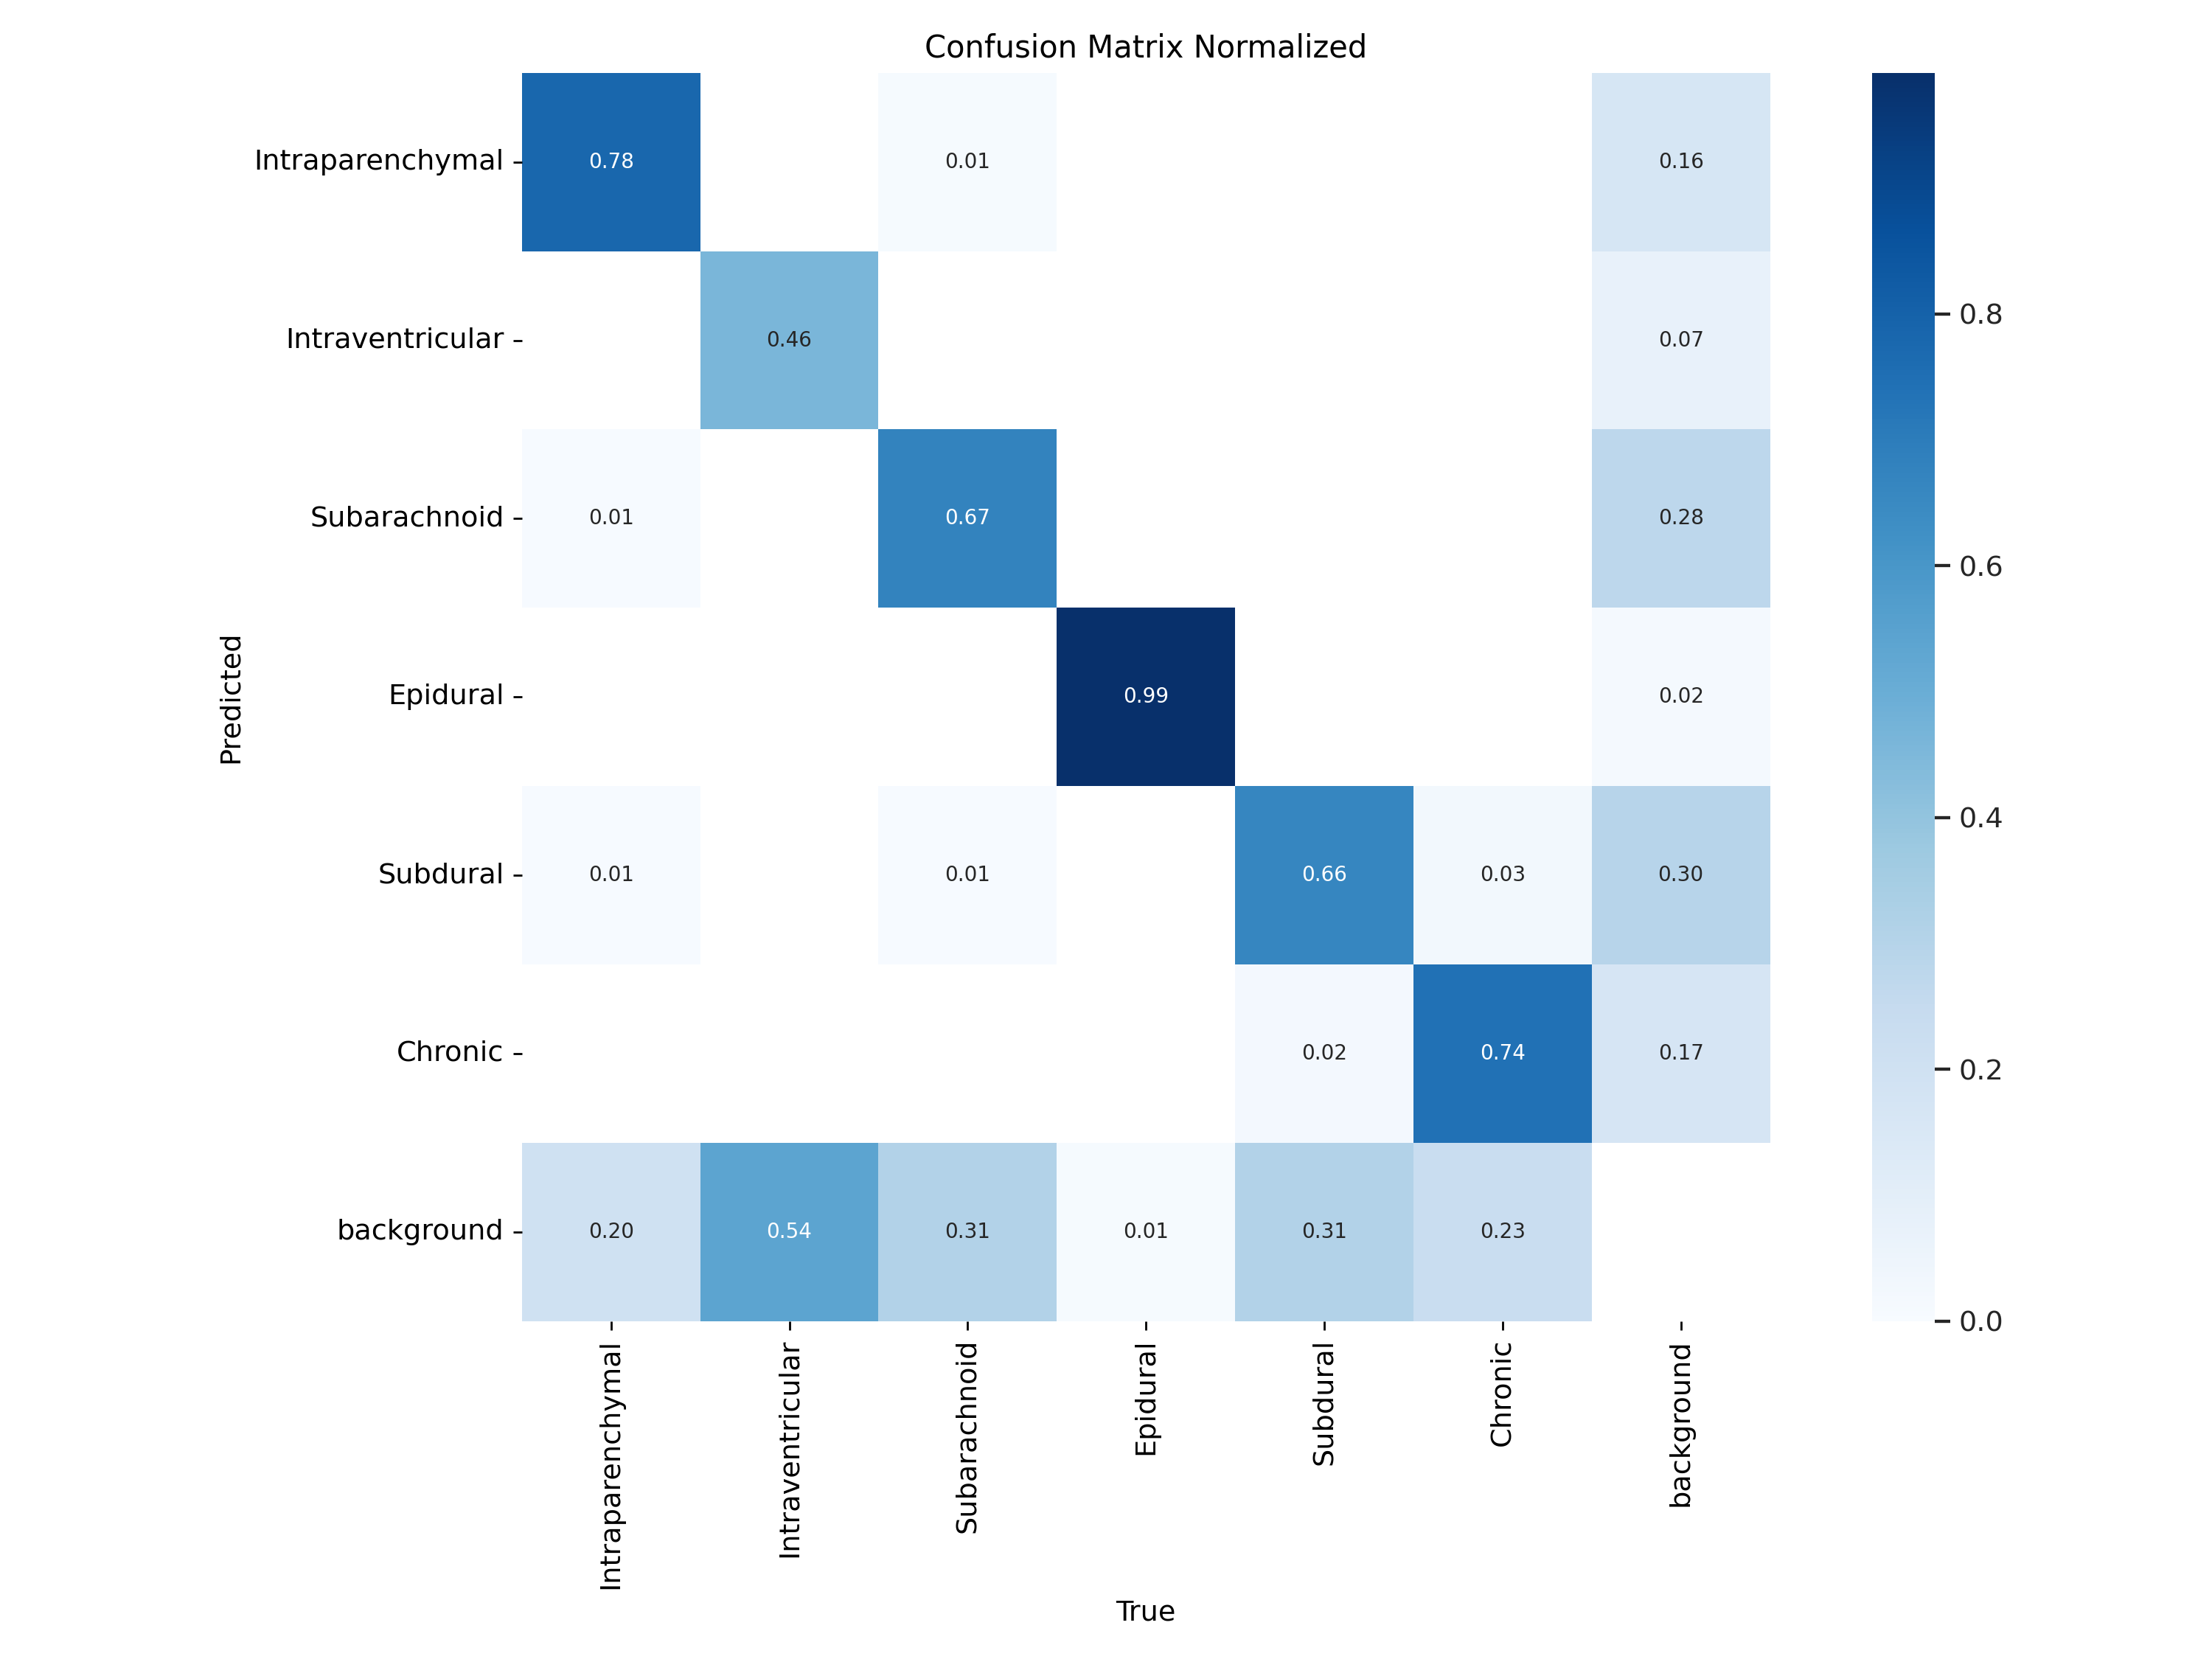 Confusion Matrix Normalized
Intraparenchymal
0.78
0.01
0.16
Intraventricular
0.46
0.07
Subarachnoid
0.01
0.67
0.28
Epidural
0.99
0.02
Subdural
0.01
0.01
0.66
0.03
0.30
Chronic
0.02
0.74
0.17
background
0.20
0.54
0.31
0.01
0.31
0.23
Predicted
Intraparenchymal
Intraventricular
Subarachnoid
Epidural
Subdural
Chronic
background
True
0.8
0.6
0.4
0.2
0.0